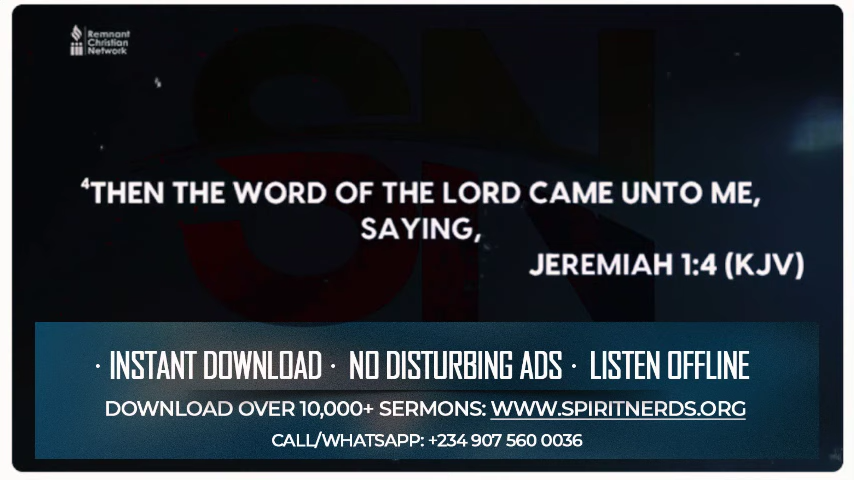 Remnant
Christian
Network
SN
⁴THEN THE WORD OF THE LORD CAME UNTO ME,
SAYING,
JEREMIAH 1:4 (KJV)
· INSTANT DOWNLOAD · NO DISTURBING ADS · LISTEN OFFLINE
DOWNLOAD OVER 10,000+ SERMONS: WWW.SPIRITNERDS.ORG
CALL/WHATSAPP: +234 907 560 0036